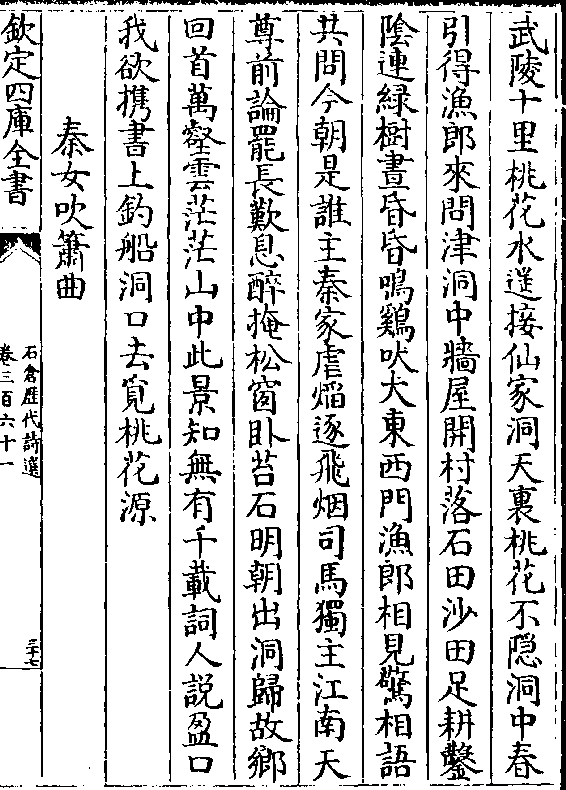 武陵十里桃花水遥接仙家洞天裏桃花不隠洞中春
引得漁郎來問津洞中牆屋開村落石田沙田足耕鑿
陰連緑樹晝昏昏鳴鷄吠犬東西門漁郎相見驚相語
共問今朝是誰主秦家虐燄逐飛烟司馬獨主江南天
尊前論罷長歎息醉掩松窗卧苔石明朝出洞歸故鄉
回首萬壑雲茫茫山中此景知無有千載詞人説盈口
我欲携書上釣船洞口去覓桃花源
秦女吹簫曲
欽定四庫全書
石倉歴代詩選
卷三百六十一
三十七